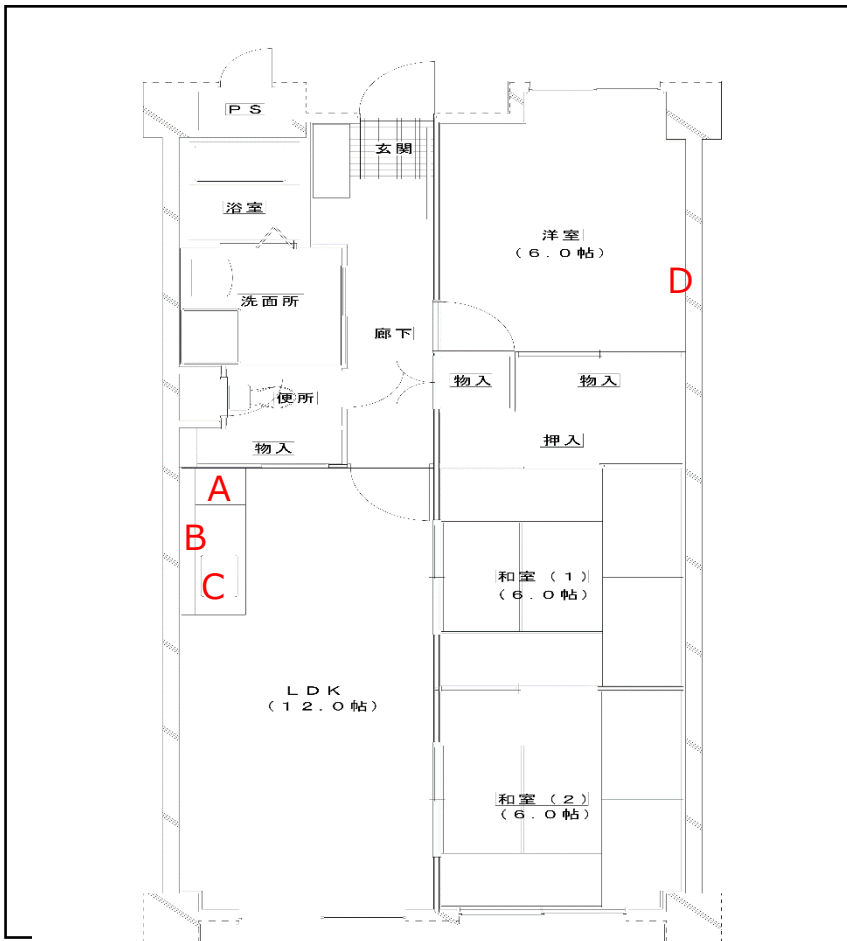 PS
玄関
浴室
洋室
(6.0帖)
D
洗面所
廊下
物入
物入
便所
押入
物入
A
B
C
和室(1)
(6.0帖)
LDK
(12.0帖)
和室(2)
(6.0帖)